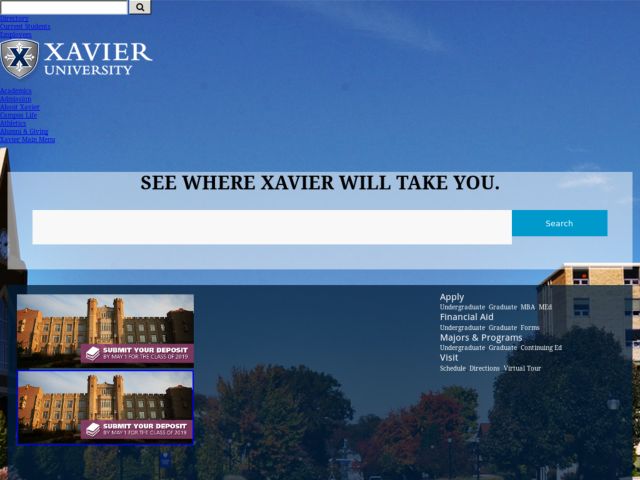 Directory
Current Students
Employees
XAVIER
UNIVERSITY
Academics
Admission
About Xavier
Campus Life
Athletics
Alumni & Giving
Xavier Main Menu
SEE WHERE XAVIER WILL TAKE YOU.
Search
Apply
Undergraduate Graduate MBA MEd
Financial Aid
Undergraduate Graduate Forms
Majors & Programs
Undergraduate Graduate Continuing Ed
Visit
Schedule Directions Virtual Tour
SUBMIT YOUR DEPOSIT
BY MAY 1 FOR THE CLASS OF 2019
SUBMIT YOUR DEPOSIT
BY MAY 1 FOR THE CLASS OF 2019